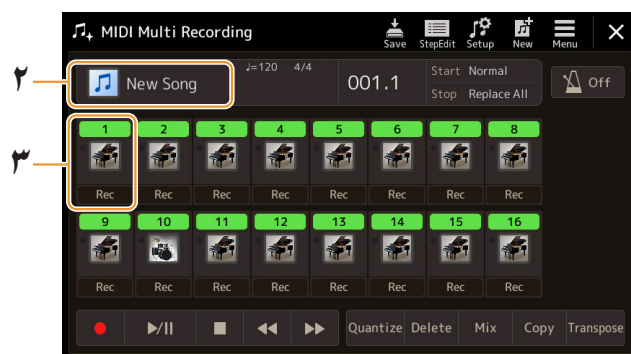 MIDI Multi Recording
Save StepEdit Setup New Menu
۲ New Song ♩=120 4/4 001.1 Start Normal
Stop Replace All
Off
1 2 3 4 5 6 7 8
۳
Rec Rec Rec Rec Rec Rec Rec Rec
9 10 11 12 13 14 15 16
Rec Rec Rec Rec Rec Rec Rec Rec
Quantize Delete Mix Copy Transpose